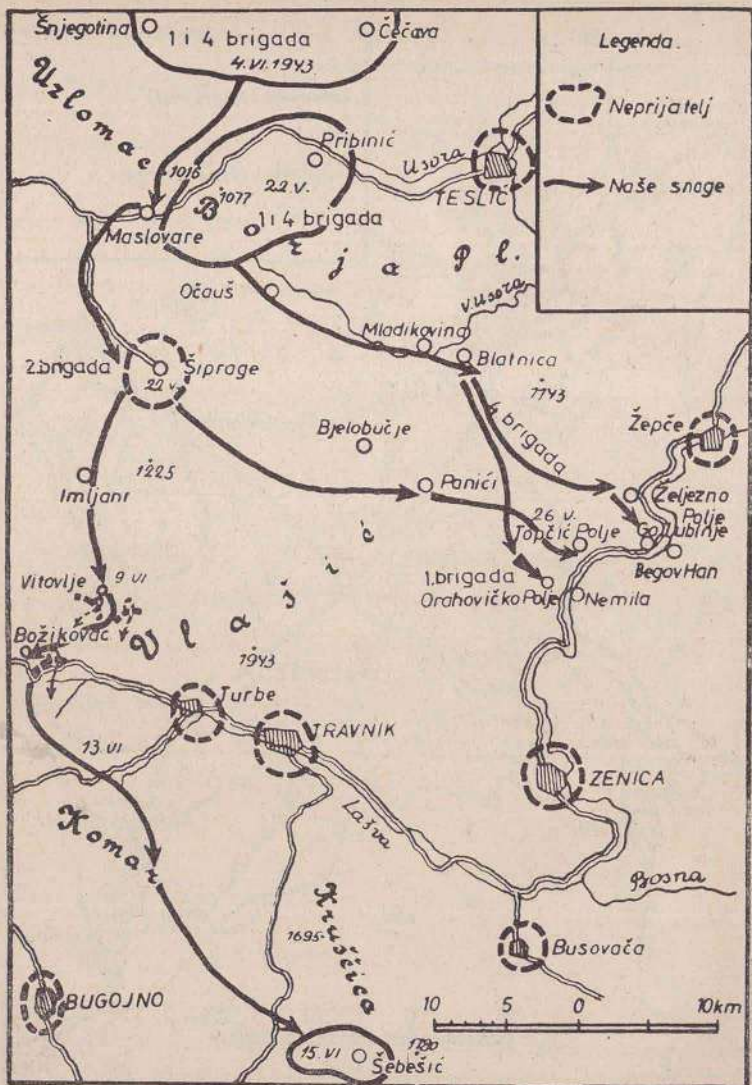 Šnjegotina
1 i 4 brigada
Čečava
4.VI.1943
Legenda.
Neprijatelj
Naše snage
Uzlomac
1016
Pribinić
Usora
TESLIĆ
22.V.
1077
1 i 4 brigada
Borja Pl.
Maslovare
Očauš
V. Usora
Mladikovina
Blatnica
2.brigada
Šiprage
22 V.
1743
4 brigada
Žepče
Bjelobučje
1225
Imljani
Panići
Željezno
Polje
26 V.
Topčić Polje
Golubinje
Begov Han
1.brigada
Orahovičko Polje
Nemila
Vitovlje
9 VI
Vlašić
Božikovac
1943
Turbe
TRAVNIK
13.VI
ZENICA
Lašva
Komar
Bosna
Kruščica
1695
Busovača
BUGOJNO
10 5 0 10 km
15.VI
Šebešić